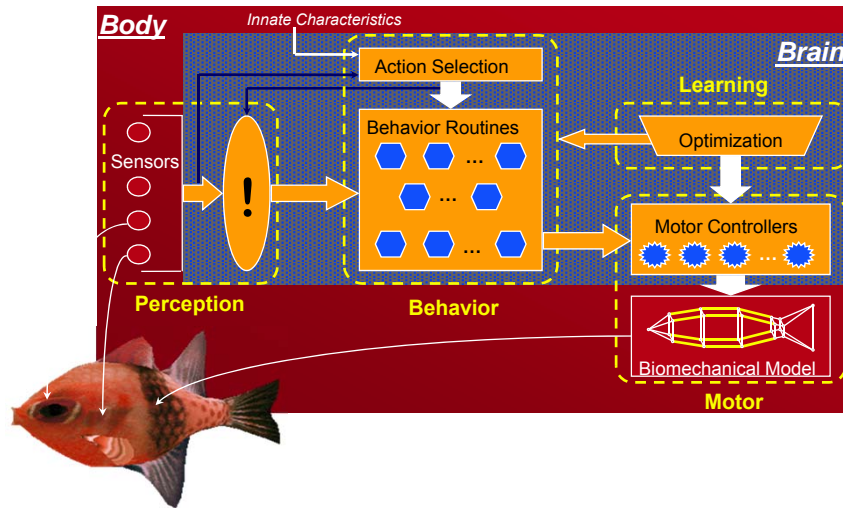 Body
Innate Characteristics
Brain
Action Selection
Learning
Behavior Routines
Optimization
Sensors
...
!
...
Motor Controllers
...
...
Perception
Behavior
Biomechanical Model
Motor